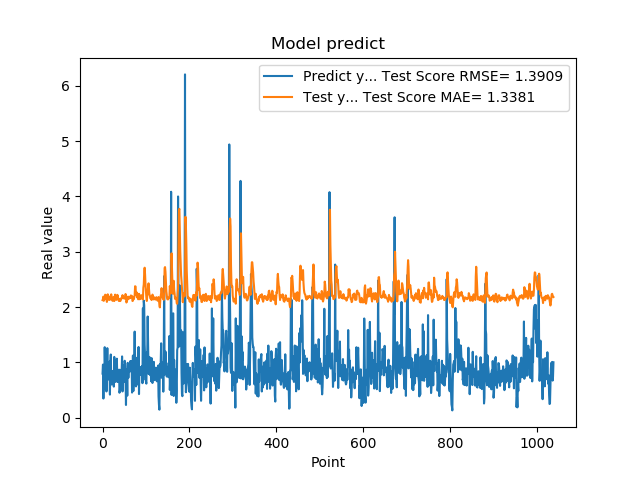 Model predict
Predict y... Test Score RMSE= 1.3909
Test y... Test Score MAE= 1.3381
Real value
6
5
4
3
2
1
0
0 200 400 600 800 1000
Point